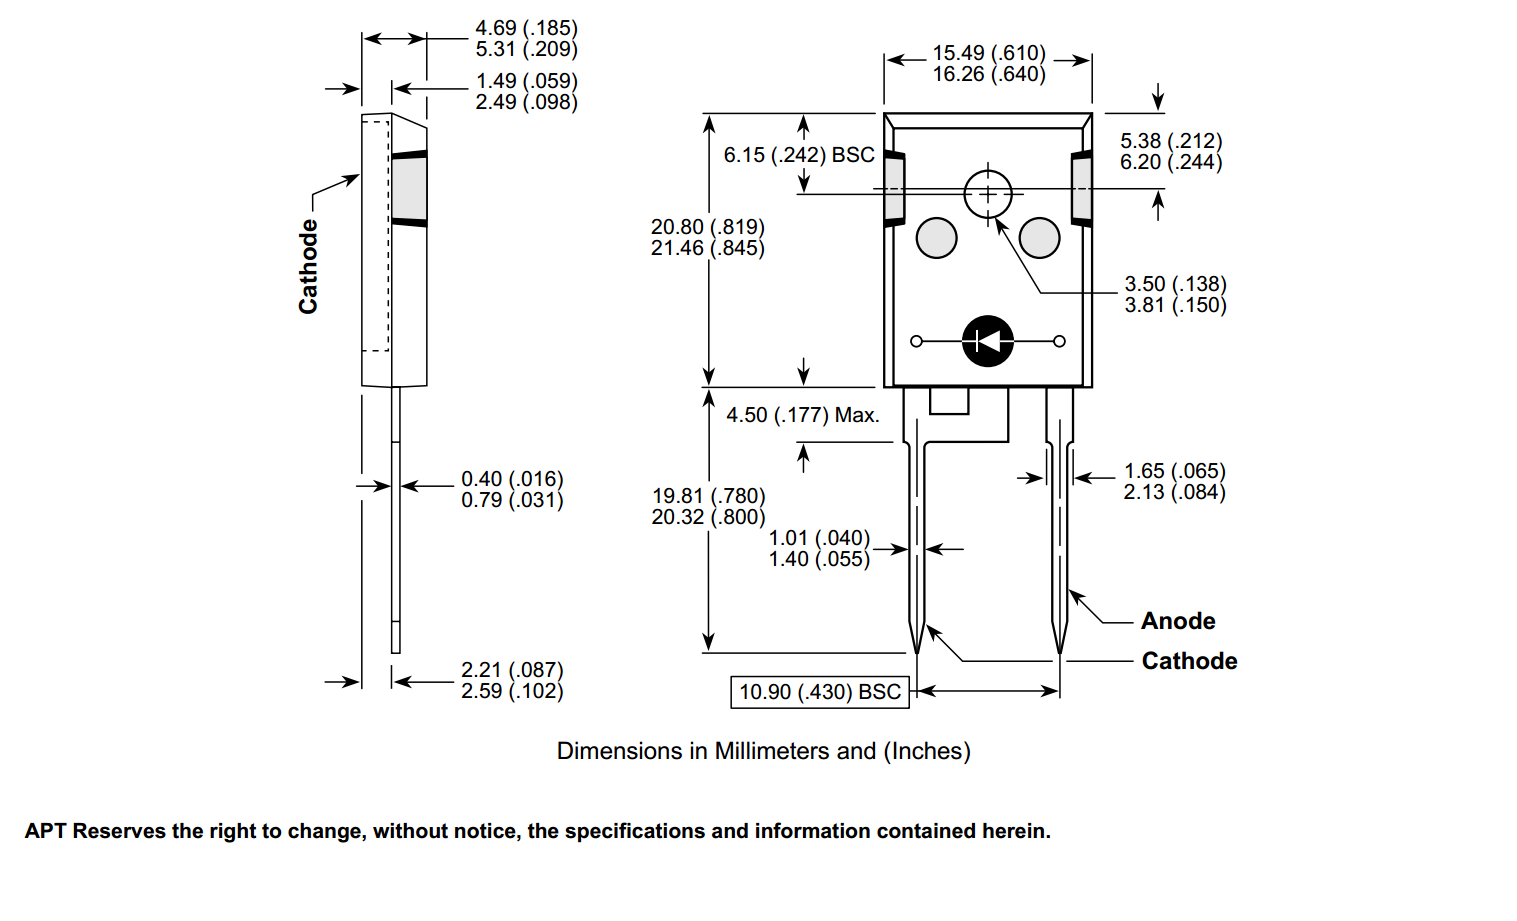 4.69 (.185)
5.31 (.209)
1.49 (.059)
2.49 (.098)
Cathode
0.40 (.016)
0.79 (.031)
2.21 (.087)
2.59 (.102)
15.49 (.610)
16.26 (.640)
6.15 (.242) BSC
5.38 (.212)
6.20 (.244)
20.80 (.819)
21.46 (.845)
3.50 (.138)
3.81 (.150)
4.50 (.177) Max.
19.81 (.780)
20.32 (.800)
1.65 (.065)
2.13 (.084)
1.01 (.040)
1.40 (.055)
Anode
Cathode
10.90 (.430) BSC
Dimensions in Millimeters and (Inches)
APT Reserves the right to change, without notice, the specifications and information contained herein.